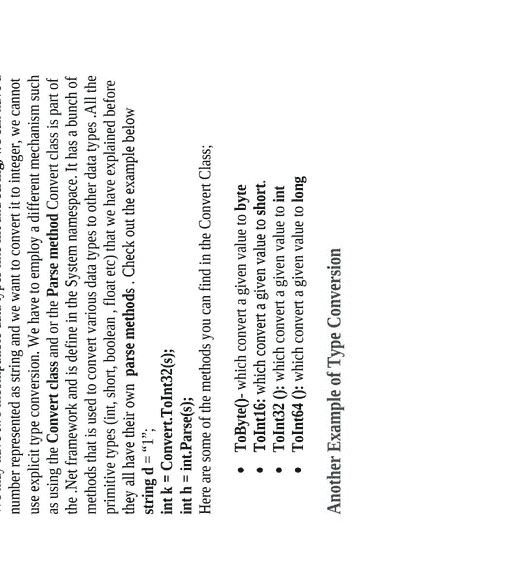 number represented as string and we want to convert it to integer, we cannot
use explicit type conversion. We have to employ a different mechanism such
as using the Convert class and or the Parse method Convert class is part of
the .Net framework and is define in the System namespace. It has a bunch of
methods that is used to convert various data types to other data types .All the
primitive types (int, short, boolean , float etc) that we have explained before
they all have their own parse methods . Check out the example below
string d = “1”;
int k = Convert.ToInt32(s);
int h = int.Parse(s);
Here are some of the methods you can find in the Convert Class;
• ToByte()- which convert a given value to byte
• ToInt16: which convert a given value to short.
• ToInt32 (): which convert a given value to int
• ToInt64 (): which convert a given value to long
Another Example of Type Conversion